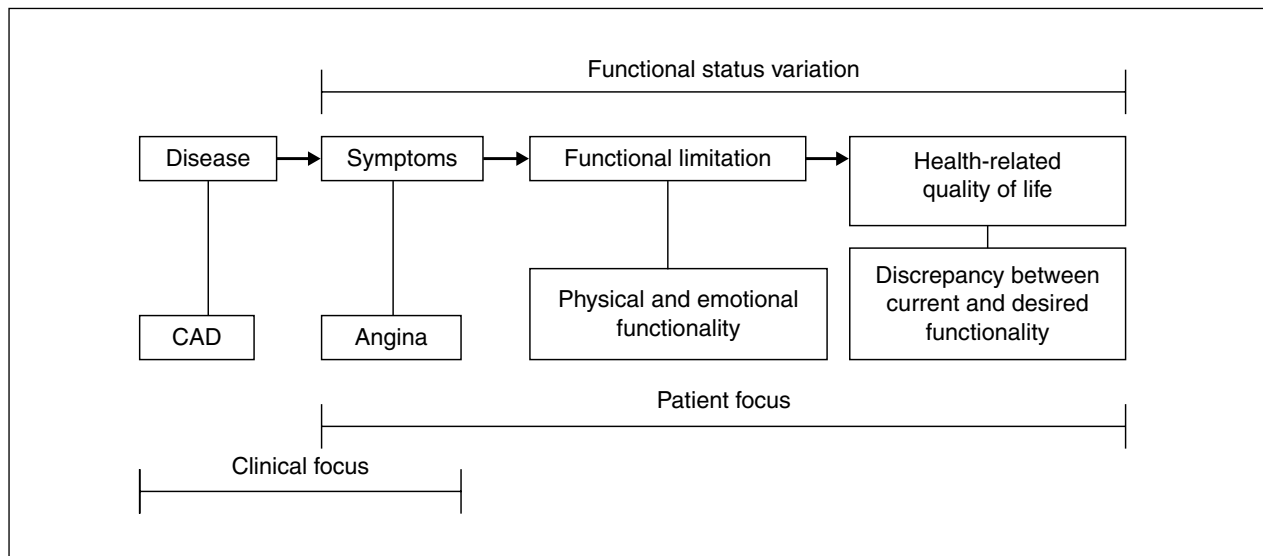 Functional status variation
Disease
Symptoms
Functional limitation
Health-related
quality of life
CAD
Angina
Physical and emotional
functionality
Discrepancy between
current and desired
functionality
Patient focus
Clinical focus